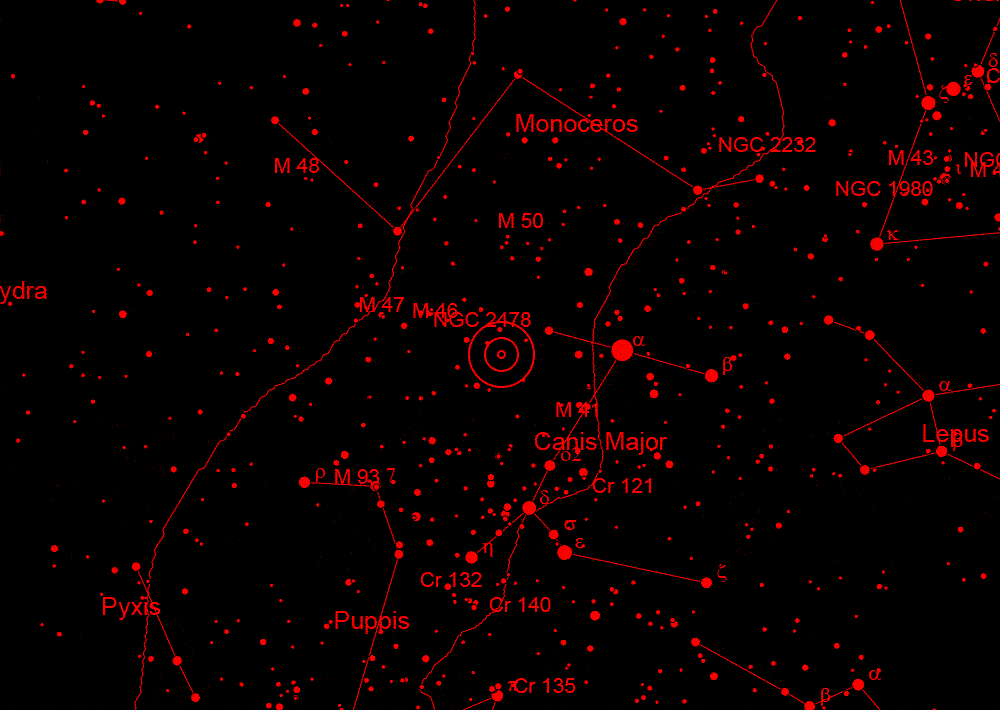 δ
ζ
ε
Monoceros
NGC 2232
M 43
ι
M 48
NGC 1980
M 50
κ
ydra
M 47
M 46
NGC 2478
α
β
α
M 41
Canis Major
Lepus
β
ο2
ρ
M 93
Cr 121
δ
σ
η
ε
ζ
Cr 132
Cr 140
Pyxis
Puppis
α
Cr 135
β